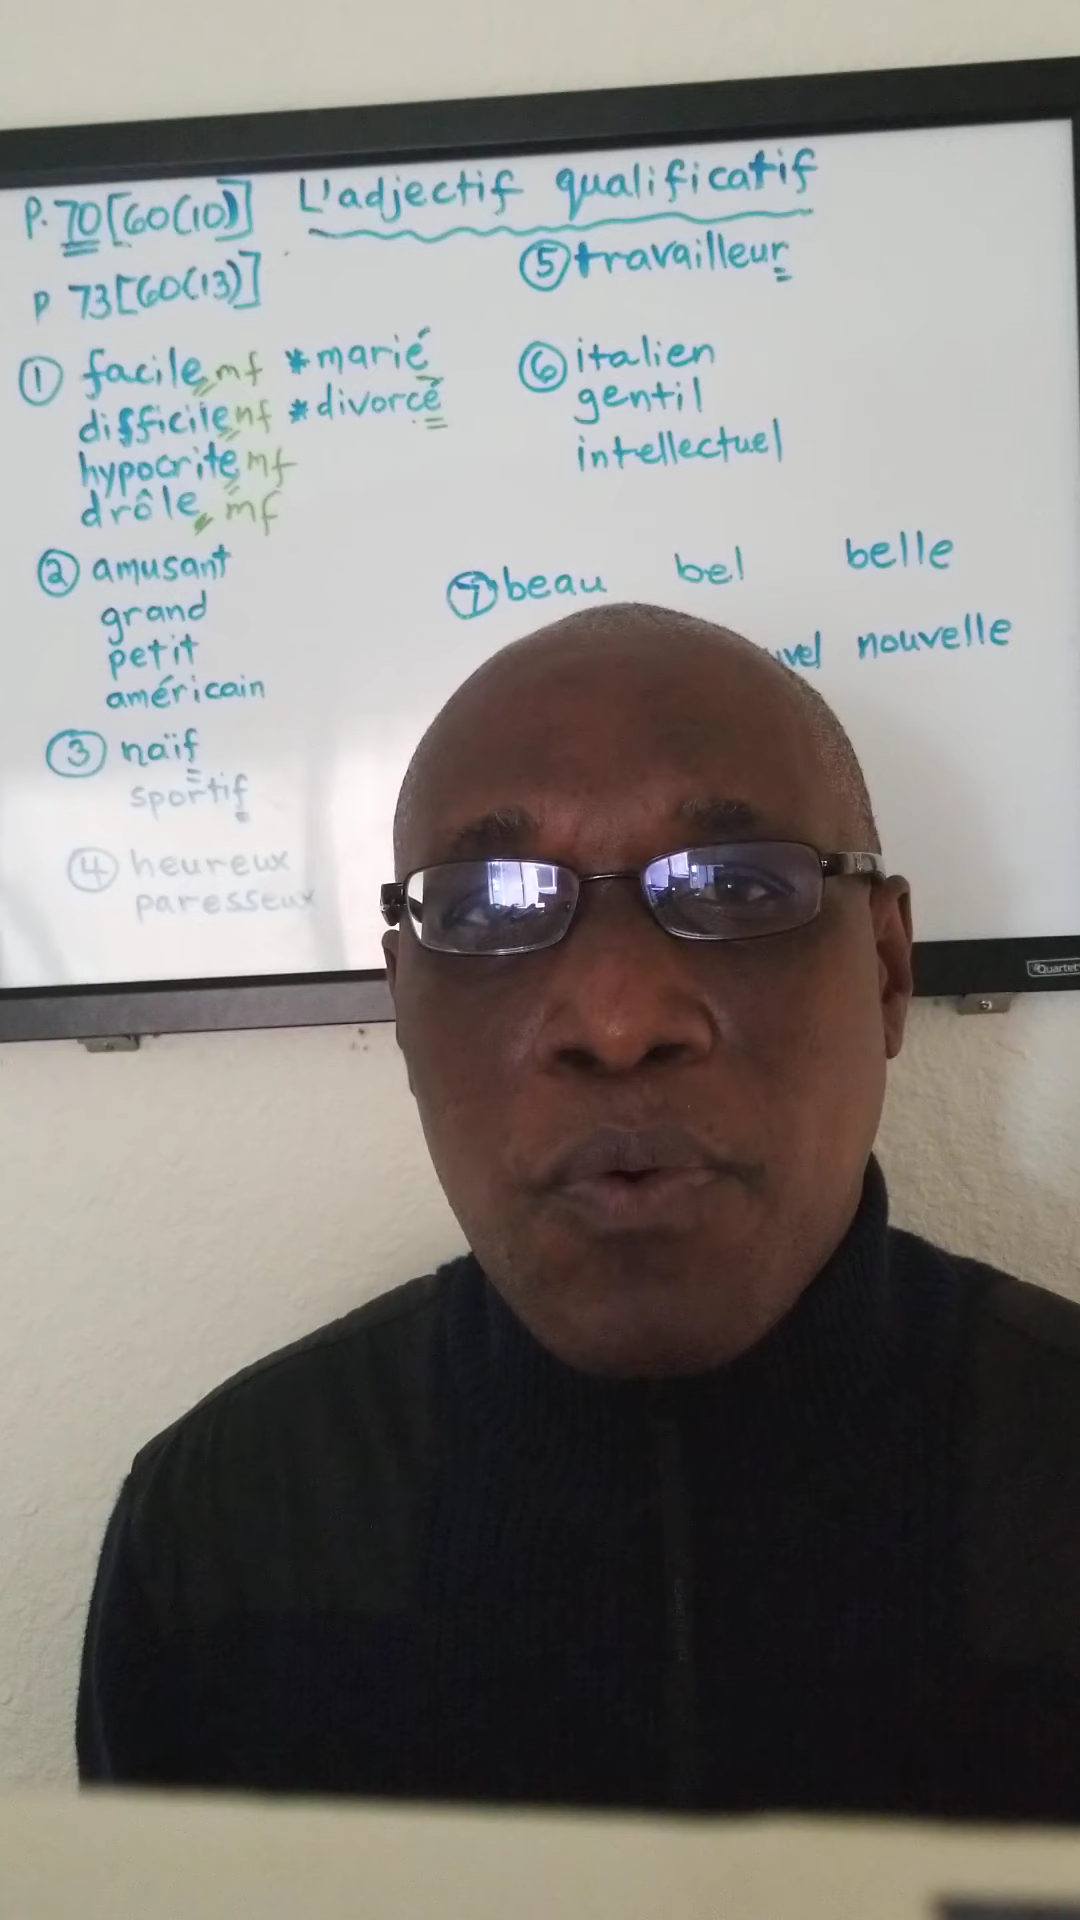 P. 70 [60(10)] L'adjectif qualificatif
P 73 [60(13)]
① facile mf * marié
difficile mf * divorcé
hypocrite mf
drôle mf
② amusant
grand
petit
américain
③ naïf
sportif
④ heureux
paresseux
⑤ travailleur
⑥ italien
gentil
intellectuel
⑦ beau bel belle
nouvelle
Quartet